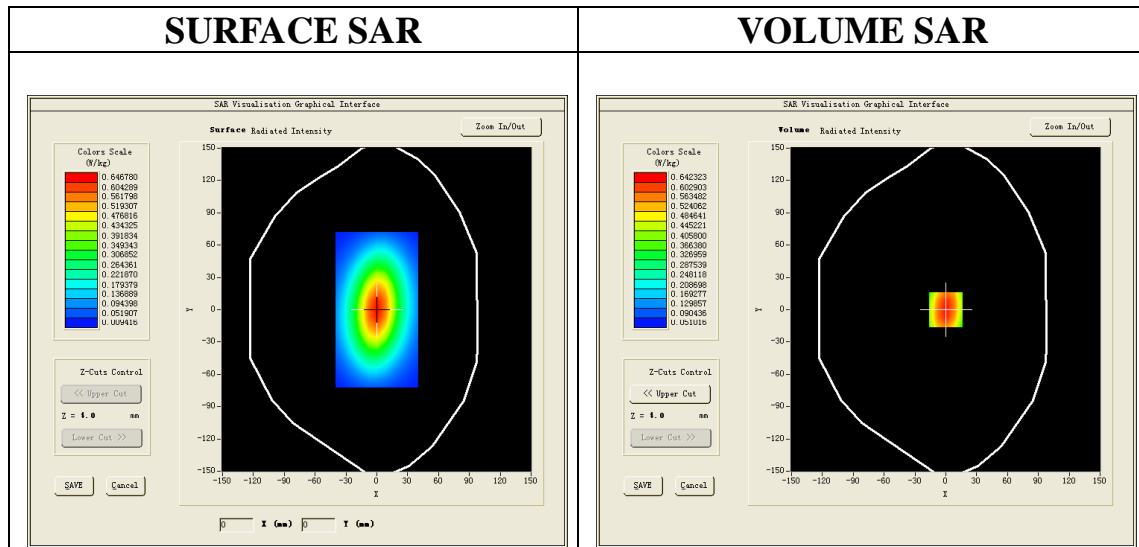 SURFACE SAR
VOLUME SAR
SAR Visualisation Graphical Interface
Surface Radiated Intensity
Zoom In/Out
Colors Scale
(W/kg)
0.646780
0.604289
0.561798
0.519307
0.476816
0.434325
0.391834
0.349343
0.306852
0.264361
0.221870
0.179379
0.136889
0.094398
0.051907
0.009416
150
120
90
60
30
0
-30
-60
-90
-120
-150
Y
-150 -120 -90 -60 -30 0 30 60 90 120 150
X
Z-Cuts Control
<< Upper Cut
Z = 4.0 mm
Lower Cut >>
SAVE Cancel
0 X (mm) 0 Y (mm)
SAR Visualisation Graphical Interface
Volume Radiated Intensity
Zoom In/Out
Colors Scale
(W/kg)
0.642323
0.602903
0.563482
0.524062
0.484641
0.445221
0.405800
0.366380
0.326959
0.287539
0.248118
0.208698
0.169277
0.129857
0.090436
0.051016
150
120
90
60
30
0
-30
-60
-90
-120
-150
Y
-150 -120 -90 -60 -30 0 30 60 90 120 150
X
Z-Cuts Control
<< Upper Cut
Z = 4.0 mm
Lower Cut >>
SAVE Cancel